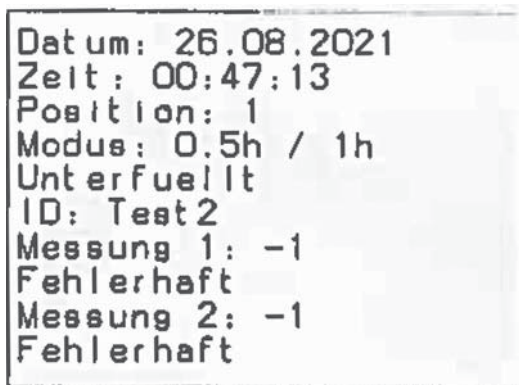 Datum: 26.08.2021
Zeit: 00:47:13
Position: 1
Modus: 0.5h / 1h
Unterfuellt
ID: Test2
Messung 1: -1
Fehlerhaft
Messung 2: -1
Fehlerhaft